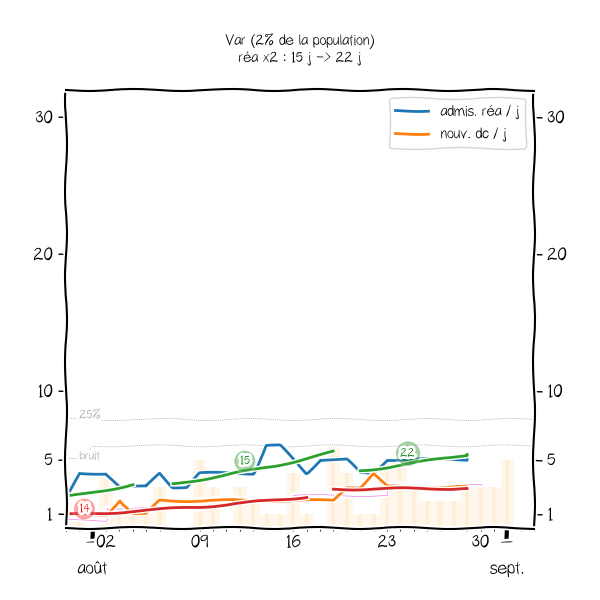 Var (2% de la population)
réa x2 : 15 j -> 22 j
admis. réa / j
nouv. dc / j
30
30
20
20
10
10
25%
bruit
5
5
15
22
14
1
1
02
09
16
23
30
août
sept.